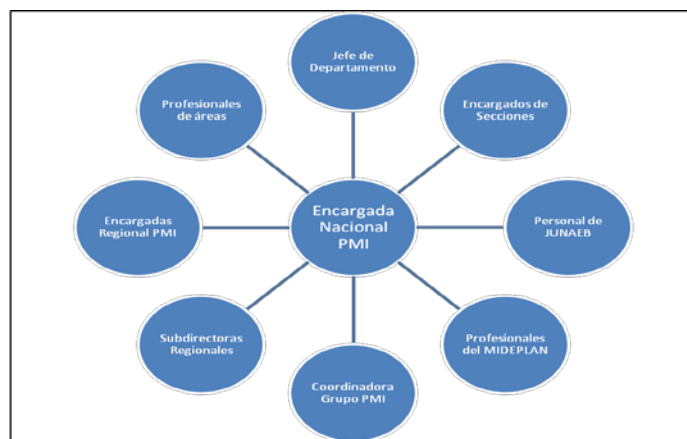 Jefe de
Departamento
Profesionales
de áreas
Encargados de
Secciones
Encargadas
Regional PMI
Encargada
Nacional
PMI
Personal de
JUNAEB
Subdirectoras
Regionales
Profesionales
del MIDEPLAN
Coordinadora
Grupo PMI